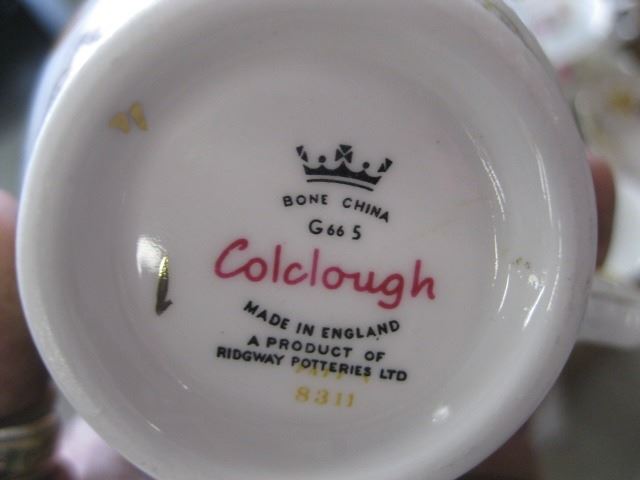 BONE CHINA
G66 5
Colclough
MADE IN ENGLAND
A PRODUCT OF
RIDGWAY POTTERIES LTD
8311